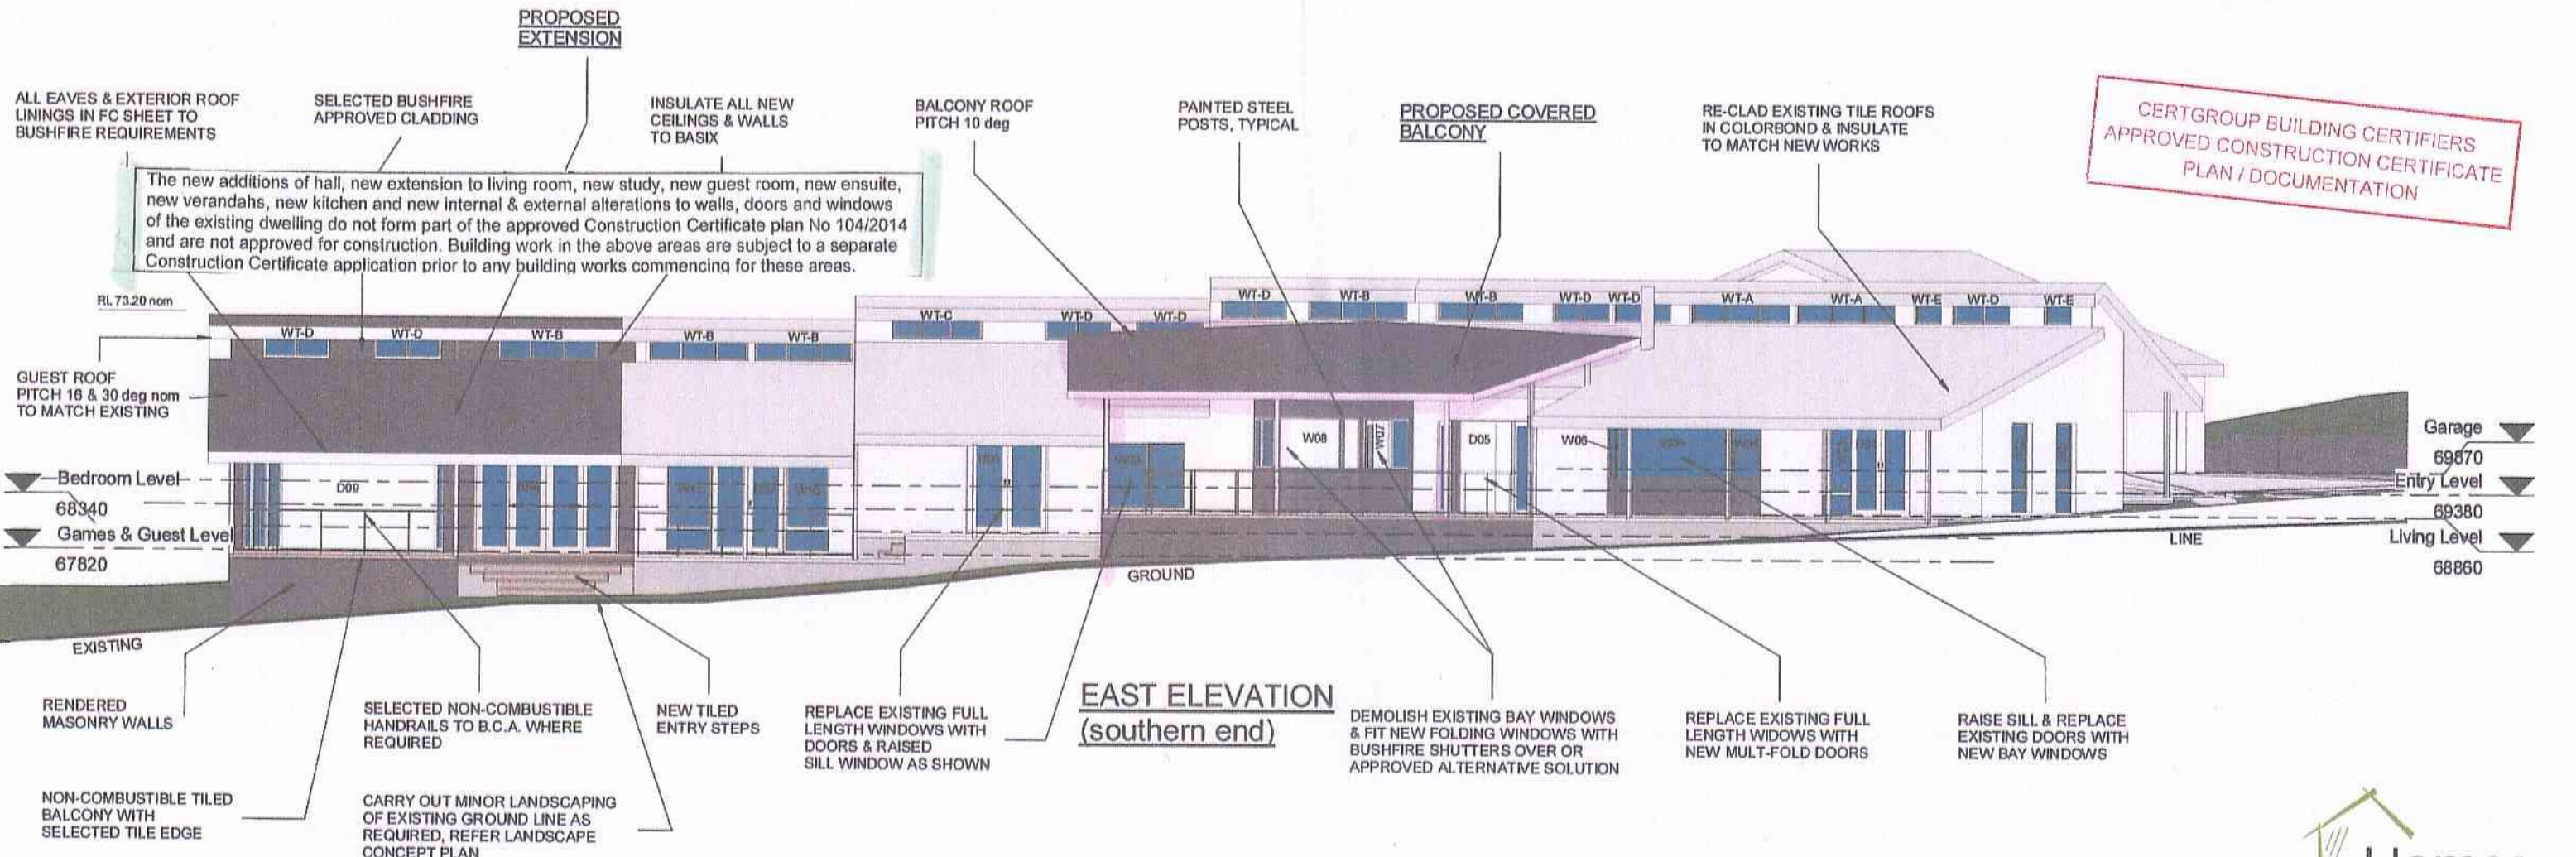 PROPOSED
EXTENSION
ALL EAVES & EXTERIOR ROOF
LININGS IN FC SHEET TO
BUSHFIRE REQUIREMENTS
SELECTED BUSHFIRE
APPROVED CLADDING
INSULATE ALL NEW
CEILINGS & WALLS
TO BASIX
BALCONY ROOF
PITCH 10 deg
PAINTED STEEL
POSTS, TYPICAL
PROPOSED COVERED
BALCONY
RE-CLAD EXISTING TILE ROOFS
IN COLORBOND & INSULATE
TO MATCH NEW WORKS
CERTGROUP BUILDING CERTIFIERS
APPROVED CONSTRUCTION CERTIFICATE
PLAN / DOCUMENTATION
The new additions of hall, new extension to living room, new study, new guest room, new ensuite,
new verandahs, new kitchen and new internal & external alterations to walls, doors and windows
of the existing dwelling do not form part of the approved Construction Certificate plan No 104/2014
and are not approved for construction. Building work in the above areas are subject to a separate
Construction Certificate application prior to any building works commencing for these areas.
RL 73.20 nom
WT-D WT-D WT-B WT-B WT-B WT-C WT-D WT-D WT-D WT-B WT-B WT-D WT-D WT-A WT-A WT-E WT-D WT-E
GUEST ROOF
PITCH 16 & 30 deg nom
TO MATCH EXISTING
W08 W07 D05 W06
Garage
69870
Bedroom Level
68340
D09
Entry Level
69380
Games & Guest Level
67820
LINE
Living Level
68860
GROUND
EXISTING
RENDERED
MASONRY WALLS
SELECTED NON-COMBUSTIBLE
HANDRAILS TO B.C.A. WHERE
REQUIRED
NEW TILED
ENTRY STEPS
REPLACE EXISTING FULL
LENGTH WINDOWS WITH
DOORS & RAISED
SILL WINDOW AS SHOWN
EAST ELEVATION
(southern end)
DEMOLISH EXISTING BAY WINDOWS
& FIT NEW FOLDING WINDOWS WITH
BUSHFIRE SHUTTERS OVER OR
APPROVED ALTERNATIVE SOLUTION
REPLACE EXISTING FULL
LENGTH WIDOWS WITH
NEW MULT-FOLD DOORS
RAISE SILL & REPLACE
EXISTING DOORS WITH
NEW BAY WINDOWS
NON-COMBUSTIBLE TILED
BALCONY WITH
SELECTED TILE EDGE
CARRY OUT MINOR LANDSCAPING
OF EXISTING GROUND LINE AS
REQUIRED, REFER LANDSCAPE
CONCEPT PLAN